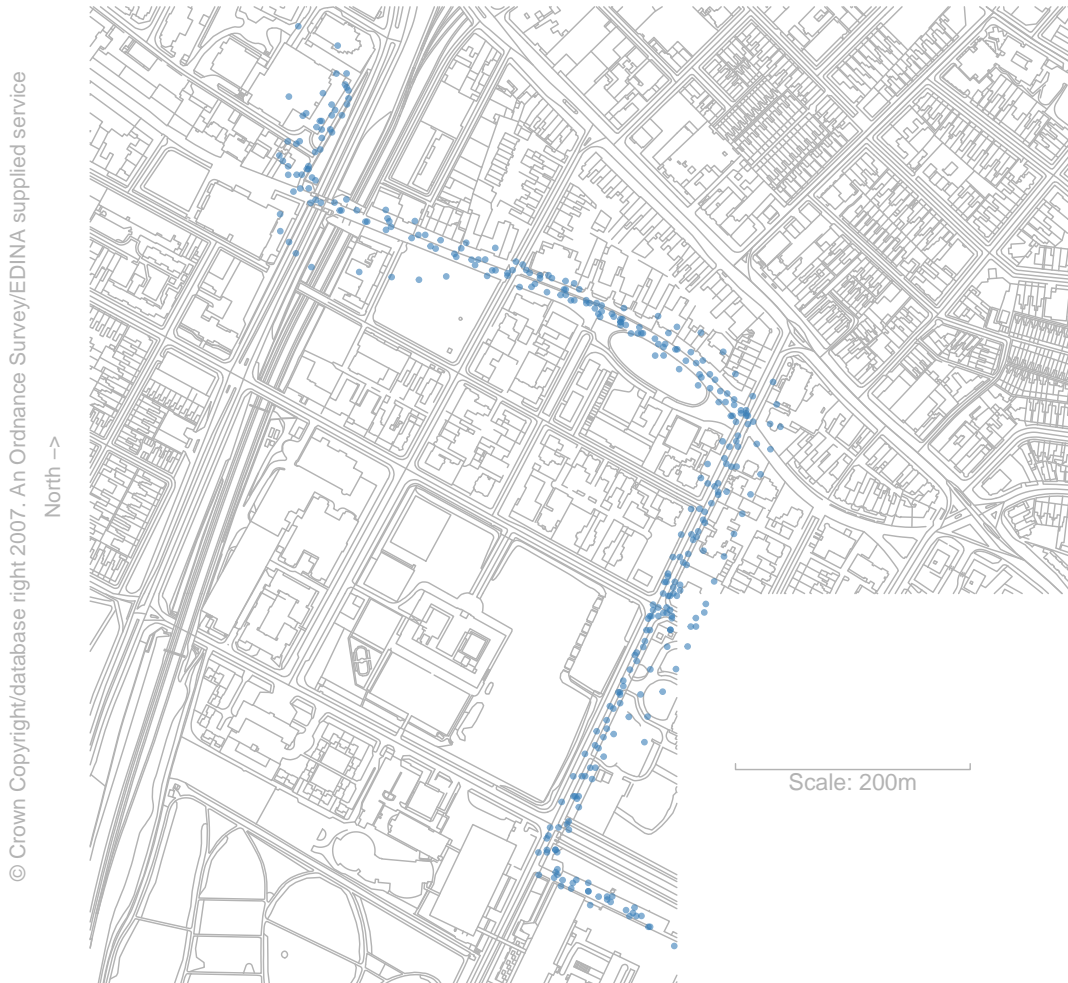 © Crown Copyright/database right 2007. An Ordnance Survey/EDINA supplied service
North −>
Scale: 200m